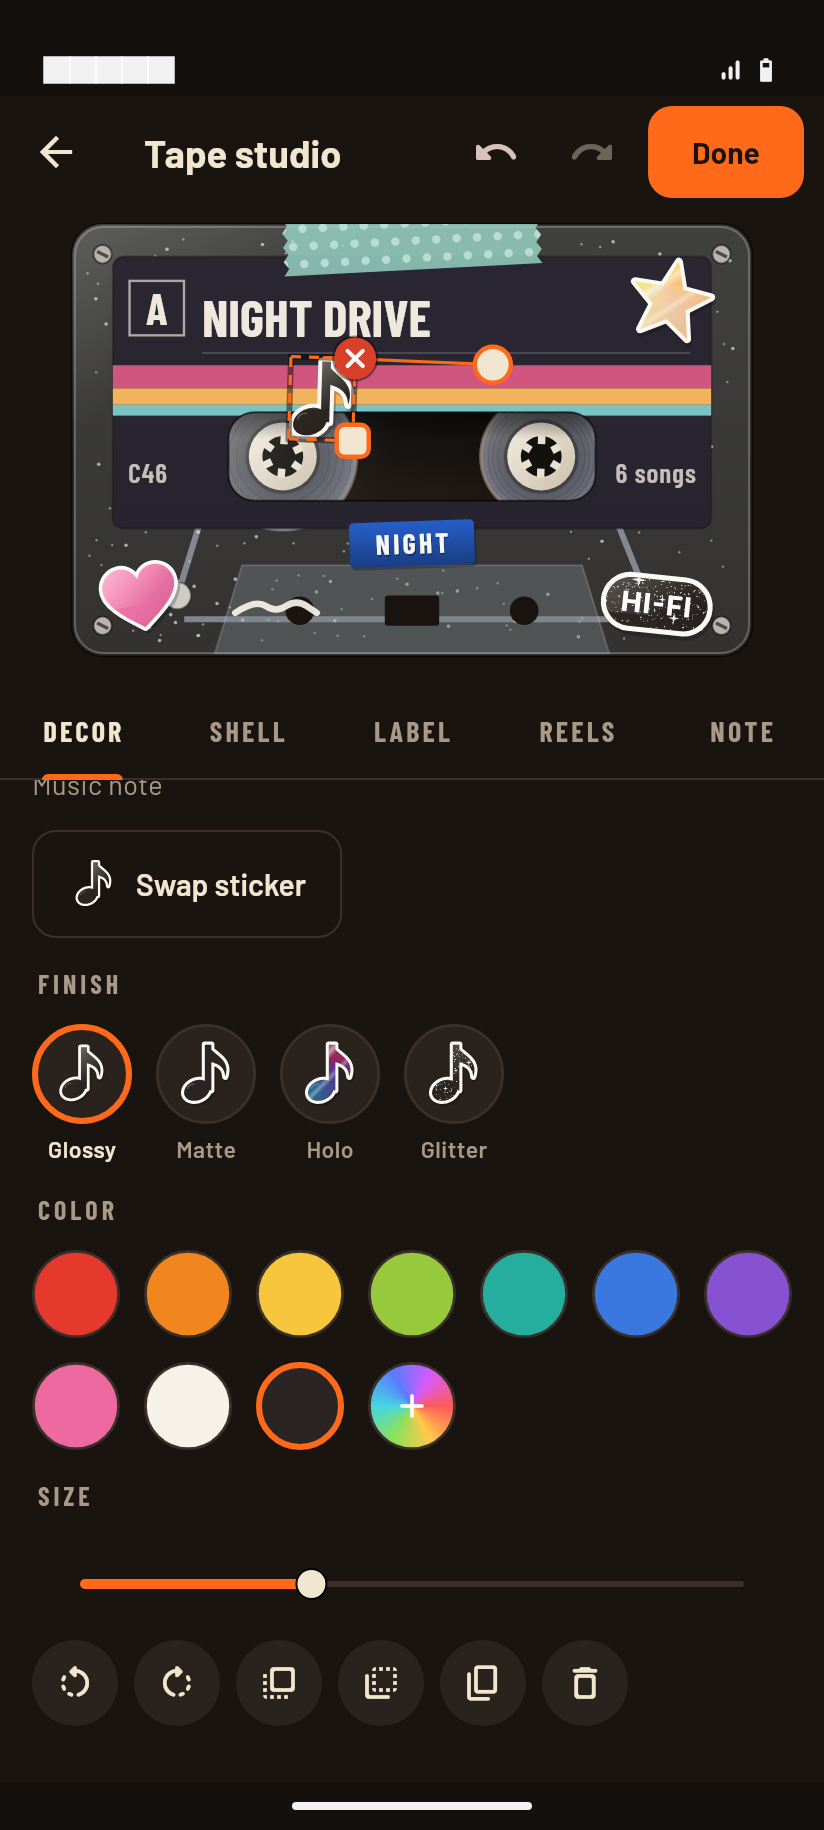 Tape studio
Done
A
NIGHT DRIVE
C46
6 songs
NIGHT
HI-FI
DECOR
SHELL
LABEL
REELS
NOTE
Music note
Swap sticker
FINISH
Glossy
Matte
Holo
Glitter
COLOR
SIZE